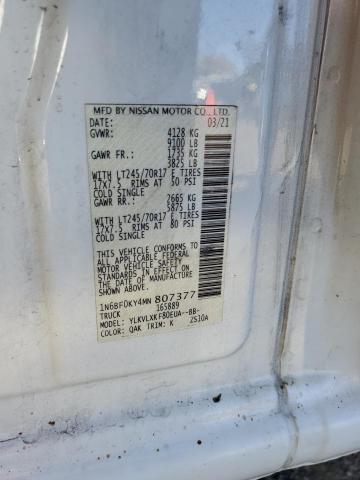 MFD BY NISSAN MOTOR CO., LTD.
DATE: 03/21
GVWR: 4128 KG
9100 LB
GAWR FR: 1735 KG
3825 LB
WITH LT245/70R17 E TIRES
17X7.5 RIMS AT 50 PSI
COLD SINGLE
GAWR RR: 2665 KG
5875 LB
WITH LT245/70R17 E TIRES
17X7.5 RIMS AT 80 PSI
COLD SINGLE
THIS VEHICLE CONFORMS TO
ALL APPLICABLE FEDERAL
MOTOR VEHICLE SAFETY
STANDARDS IN EFFECT ON
THE DATE OF MANUFACTURE
SHOWN ABOVE.
1N6BF0KY4MN 807377
TRUCK 165889
MODEL: YLKVLXKF80EUA--BB-
COLOR: QAK TRIM: K ZS10A